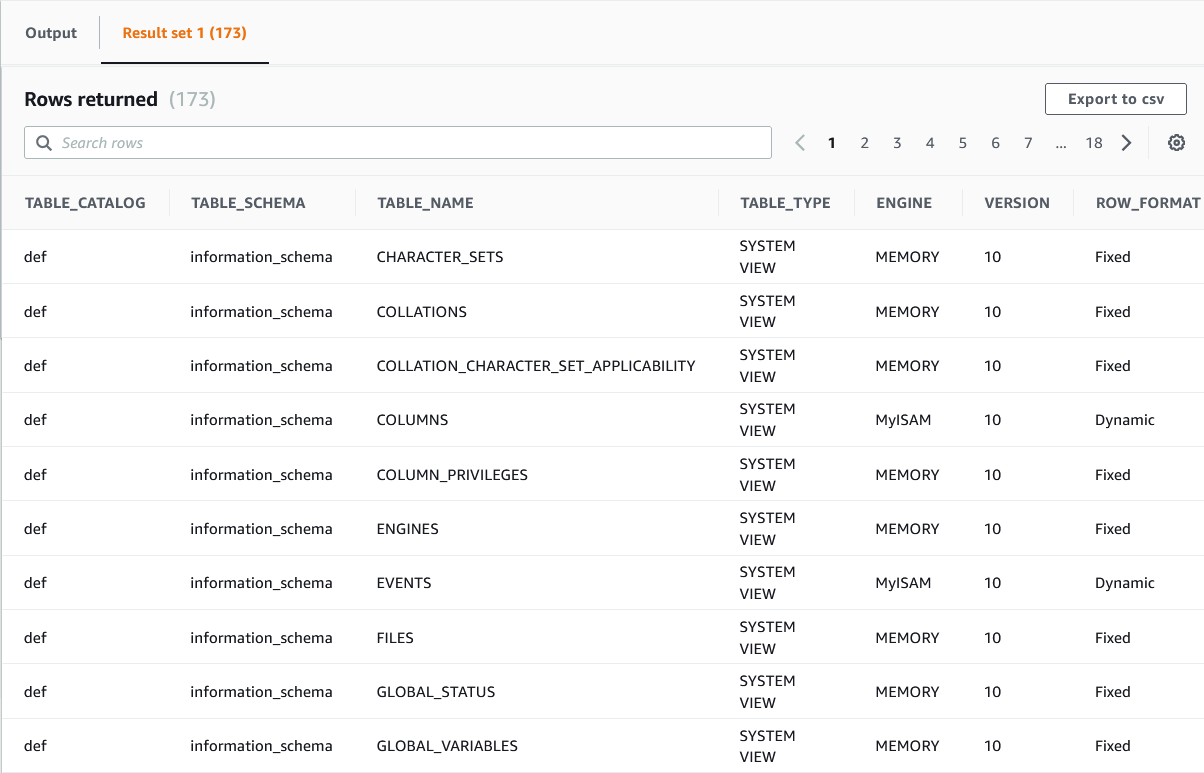 Output Result set 1 (173)
Rows returned (173) Export to csv
Search rows 1 2 3 4 5 6 7 ... 18
TABLE_CATALOG TABLE_SCHEMA TABLE_NAME TABLE_TYPE ENGINE VERSION ROW_FORMAT
def information_schema CHARACTER_SETS SYSTEM VIEW MEMORY 10 Fixed
def information_schema COLLATIONS SYSTEM VIEW MEMORY 10 Fixed
def information_schema COLLATION_CHARACTER_SET_APPLICABILITY SYSTEM VIEW MEMORY 10 Fixed
def information_schema COLUMNS SYSTEM VIEW MyISAM 10 Dynamic
def information_schema COLUMN_PRIVILEGES SYSTEM VIEW MEMORY 10 Fixed
def information_schema ENGINES SYSTEM VIEW MEMORY 10 Fixed
def information_schema EVENTS SYSTEM VIEW MyISAM 10 Dynamic
def information_schema FILES SYSTEM VIEW MEMORY 10 Fixed
def information_schema GLOBAL_STATUS SYSTEM VIEW MEMORY 10 Fixed
def information_schema GLOBAL_VARIABLES SYSTEM VIEW MEMORY 10 Fixed